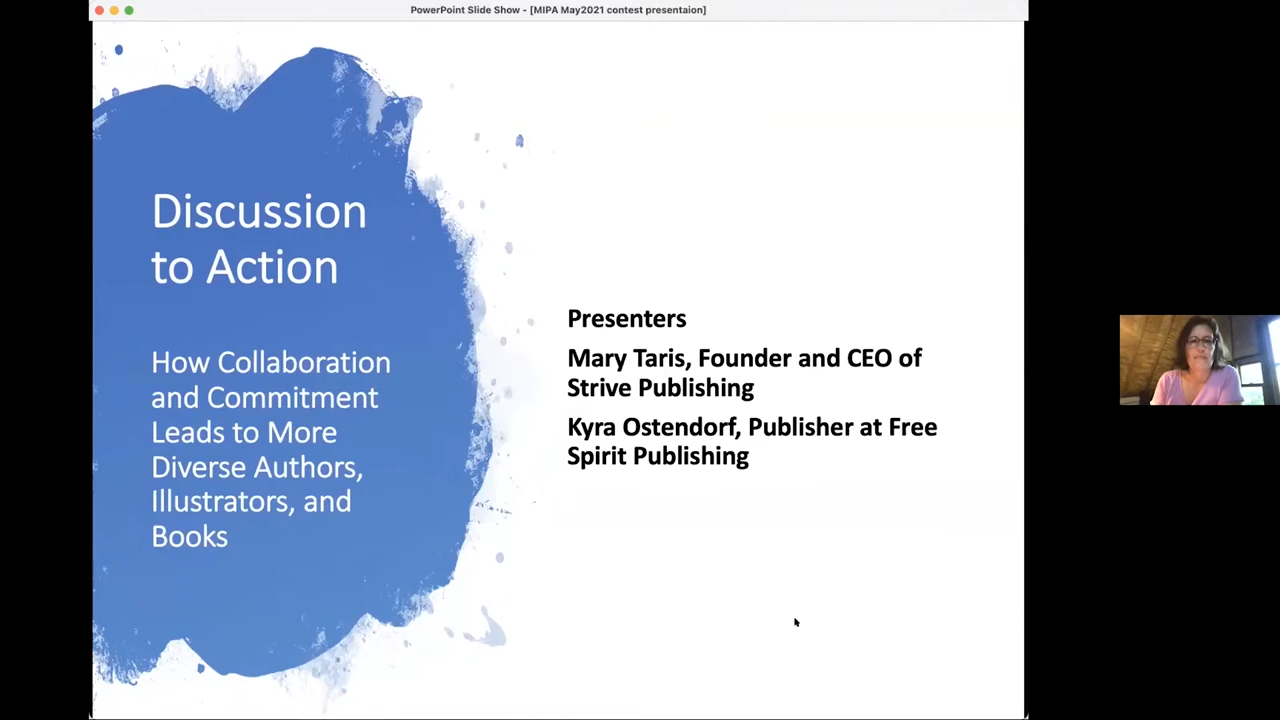 PowerPoint Slide Show - [MIPA May2021 contest presentaion]
Discussion
to Action
How Collaboration
and Commitment
Leads to More
Diverse Authors,
Illustrators, and
Books
Presenters
Mary Taris, Founder and CEO of
Strive Publishing
Kyra Ostendorf, Publisher at Free
Spirit Publishing